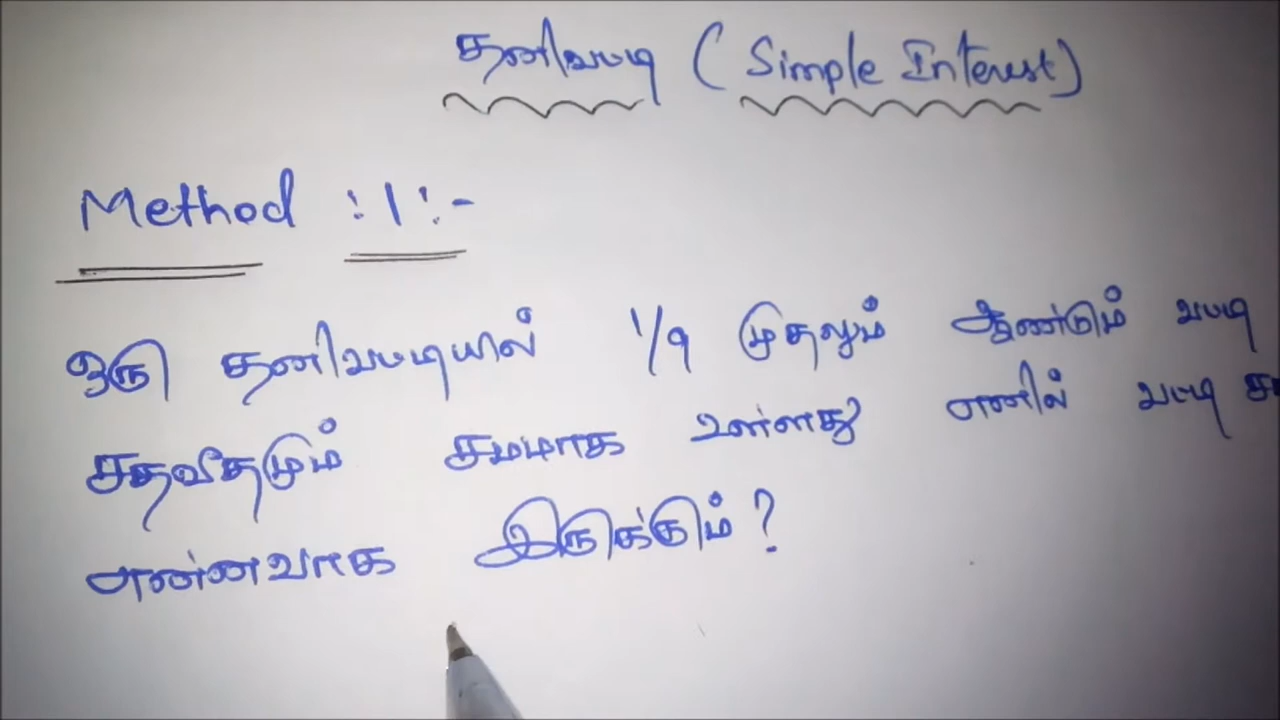 தனிவட்டி ( Simple Interest )
Method :1:-
ஒரு தனிவட்டியில் 1/9 முதலும் ஆண்டும் வட்டி
சதவீதமும் சமமாக உள்ளது எனில் வட்டி
என்னவாக இருக்கும் ?